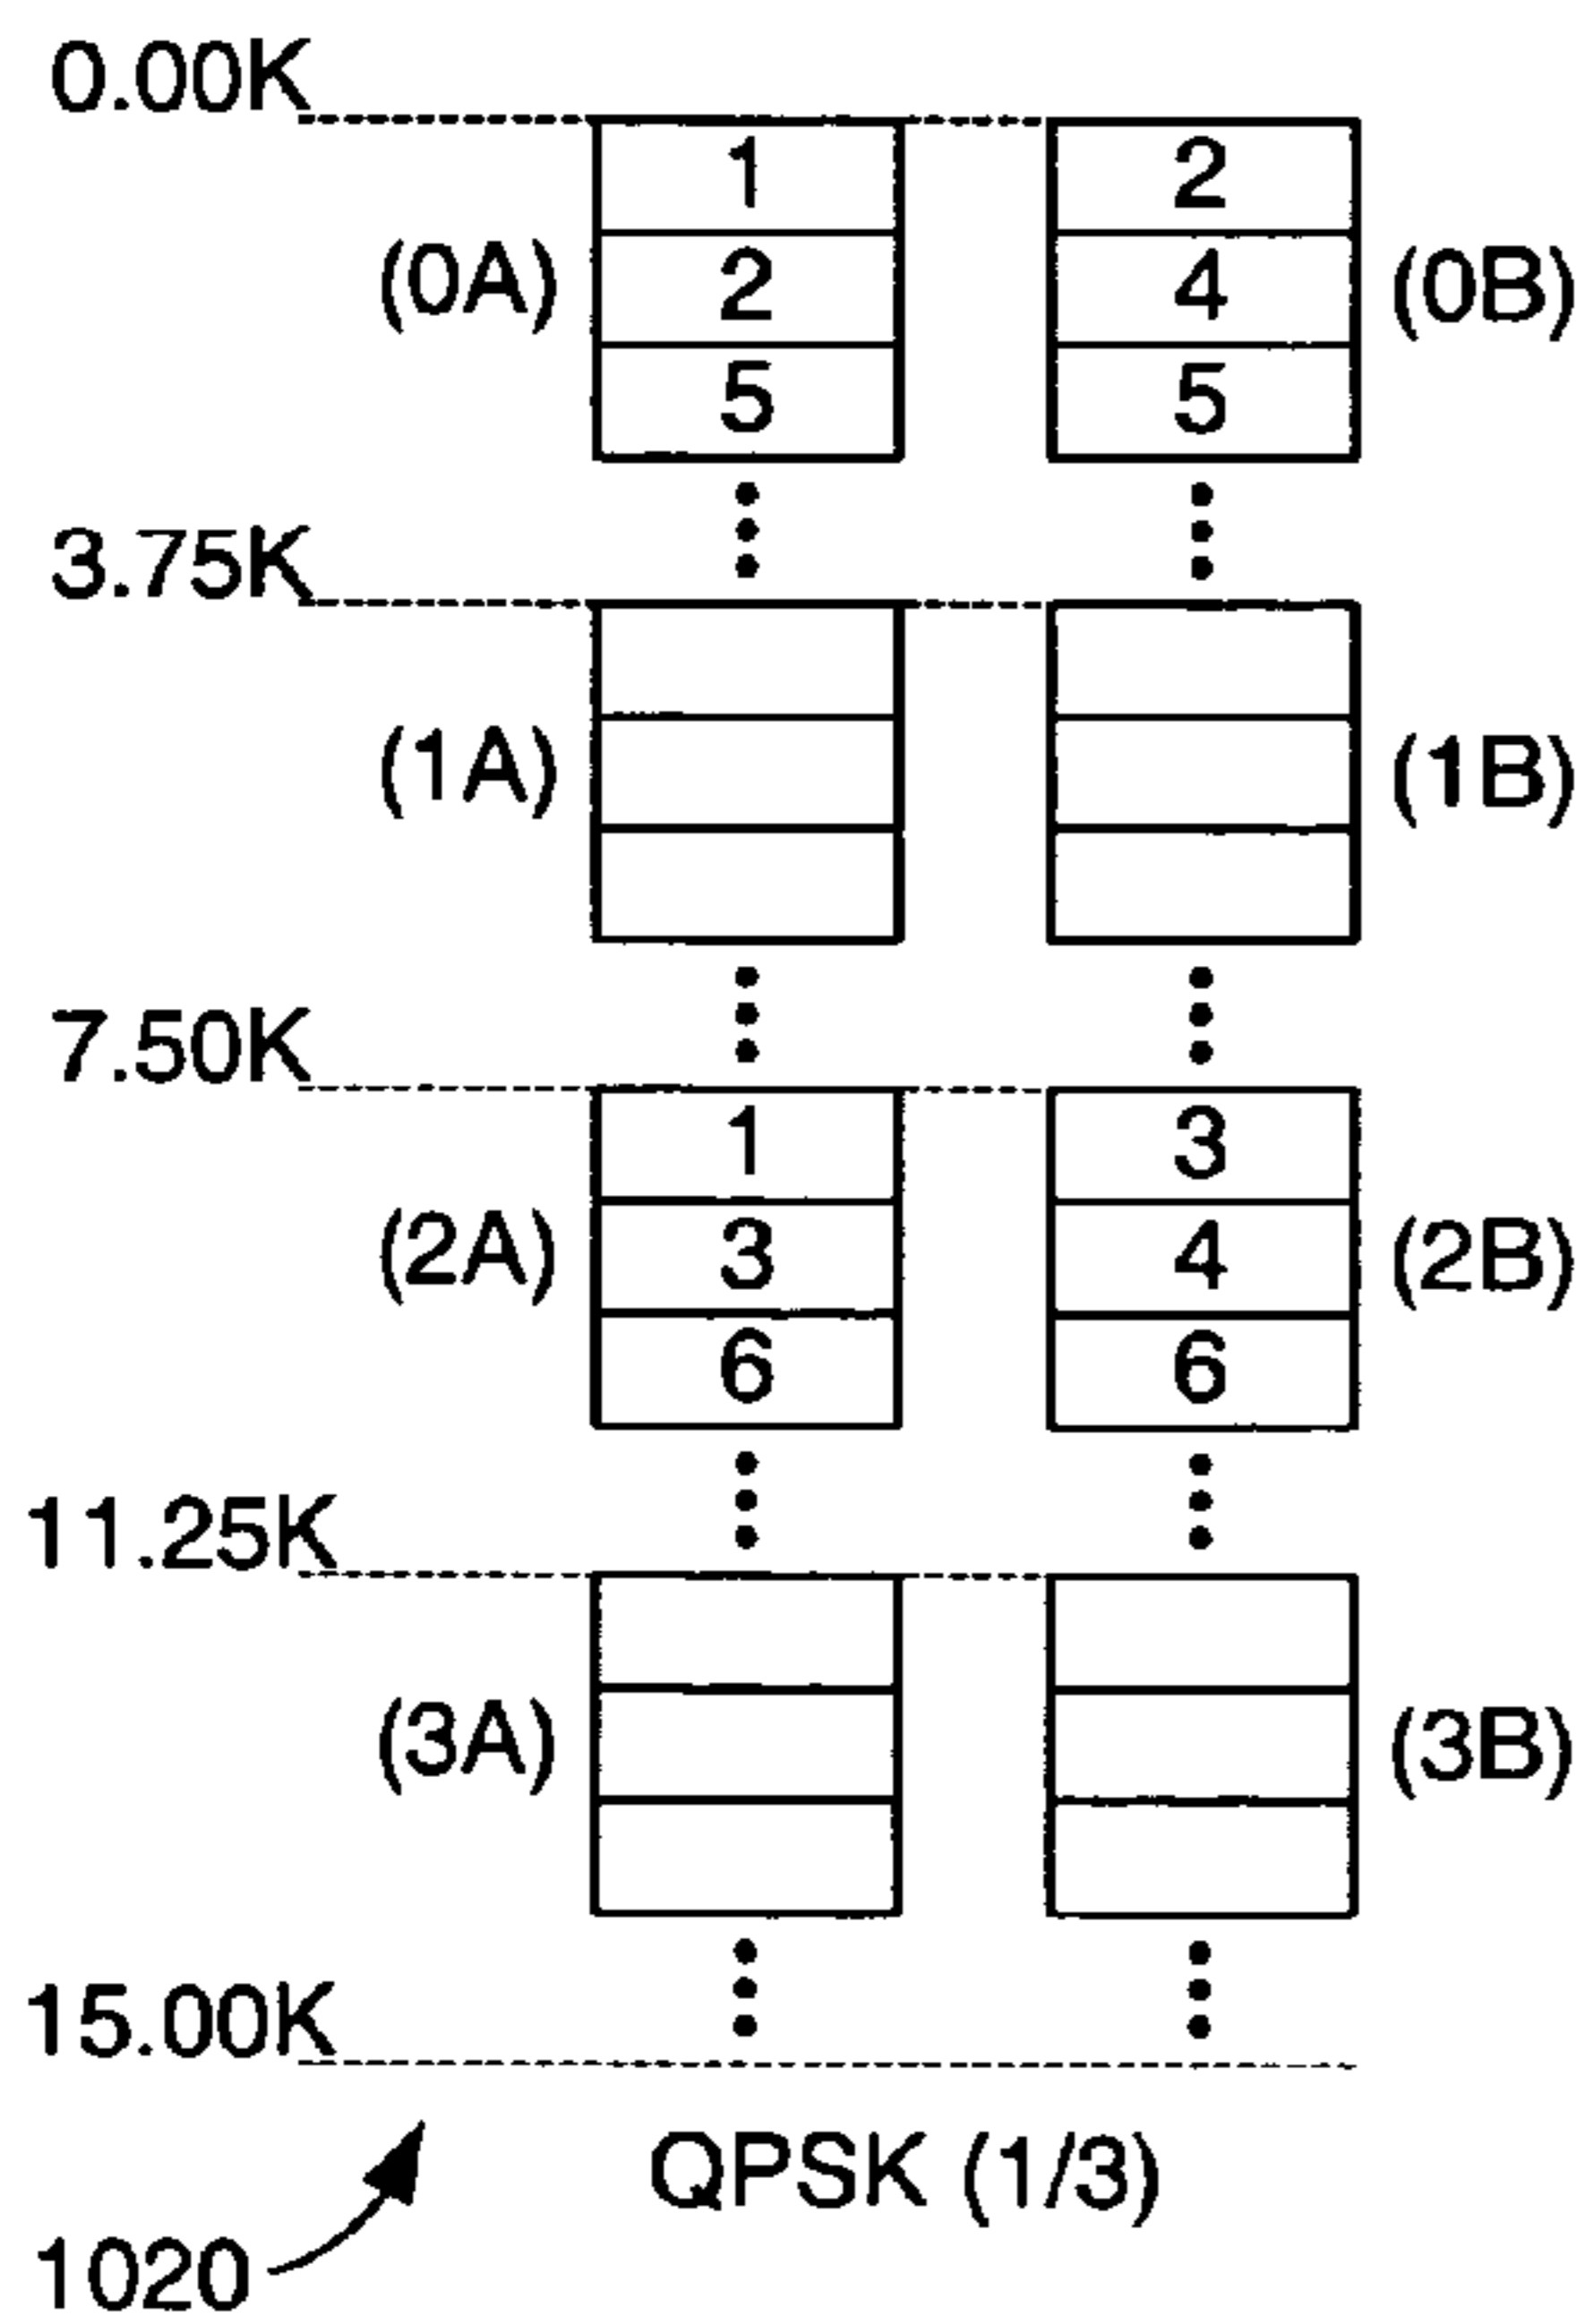 0.00K
1 2
(0A) 2 4 (0B)
5 5
3.75K
(1A) (1B)
7.50K
1 3
(2A) 3 4 (2B)
6 6
11.25K
(3A) (3B)
15.00K
QPSK (1/3)
1020